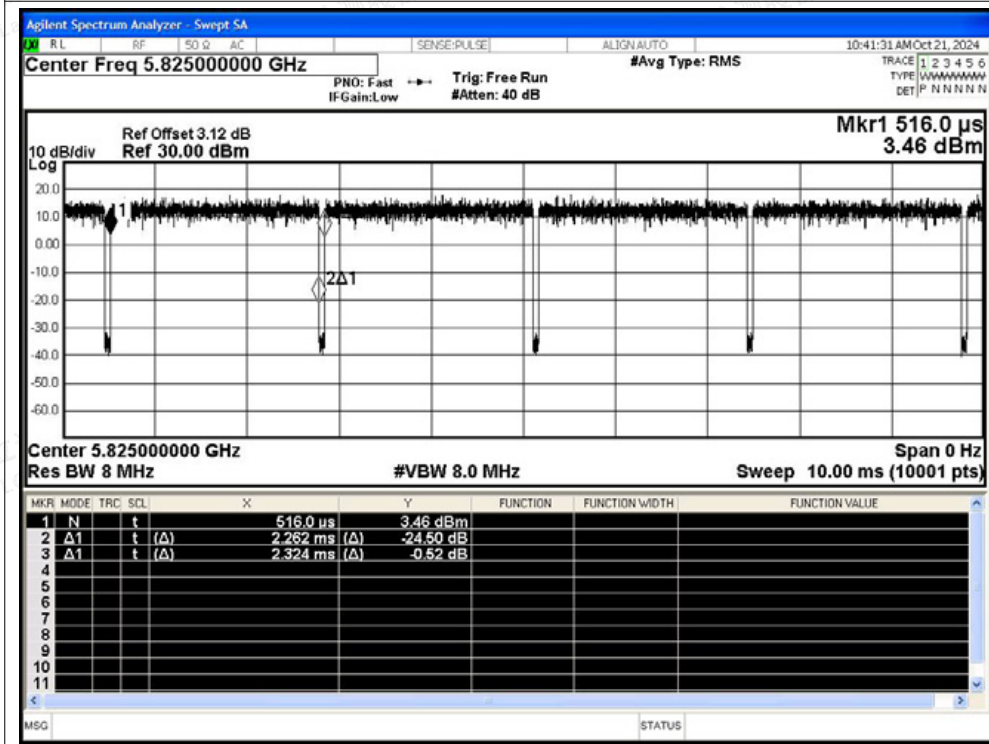 Agilent Spectrum Analyzer - Swept SA
RL RF 50 Ω AC SENSE:PULSE ALIGN AUTO 10:41:31 AM Oct 21, 2024
Center Freq 5.825000000 GHz #Avg Type: RMS TRACE 1 2 3 4 5 6
PNO: Fast Trig: Free Run TYPE WWWWWW
IFGain:Low #Atten: 40 dB DET P N N N N N
Mkr1 516.0 µs
Ref Offset 3.12 dB
10 dB/div Ref 30.00 dBm 3.46 dBm
Log
20.0
10.0
1
0.00
-10.0
2Δ1
-20.0
-30.0
-40.0
-50.0
-60.0
Center 5.825000000 GHz Span 0 Hz
Res BW 8 MHz #VBW 8.0 MHz Sweep 10.00 ms (10001 pts)
MKR MODE TRC SCL X Y FUNCTION FUNCTION WIDTH FUNCTION VALUE
1 N t 516.0 µs 3.46 dBm
2 Δ1 t (Δ) 2.262 ms (Δ) -24.50 dB
3 Δ1 t (Δ) 2.324 ms (Δ) -0.52 dB
4
5
6
7
8
9
10
11
MSG STATUS